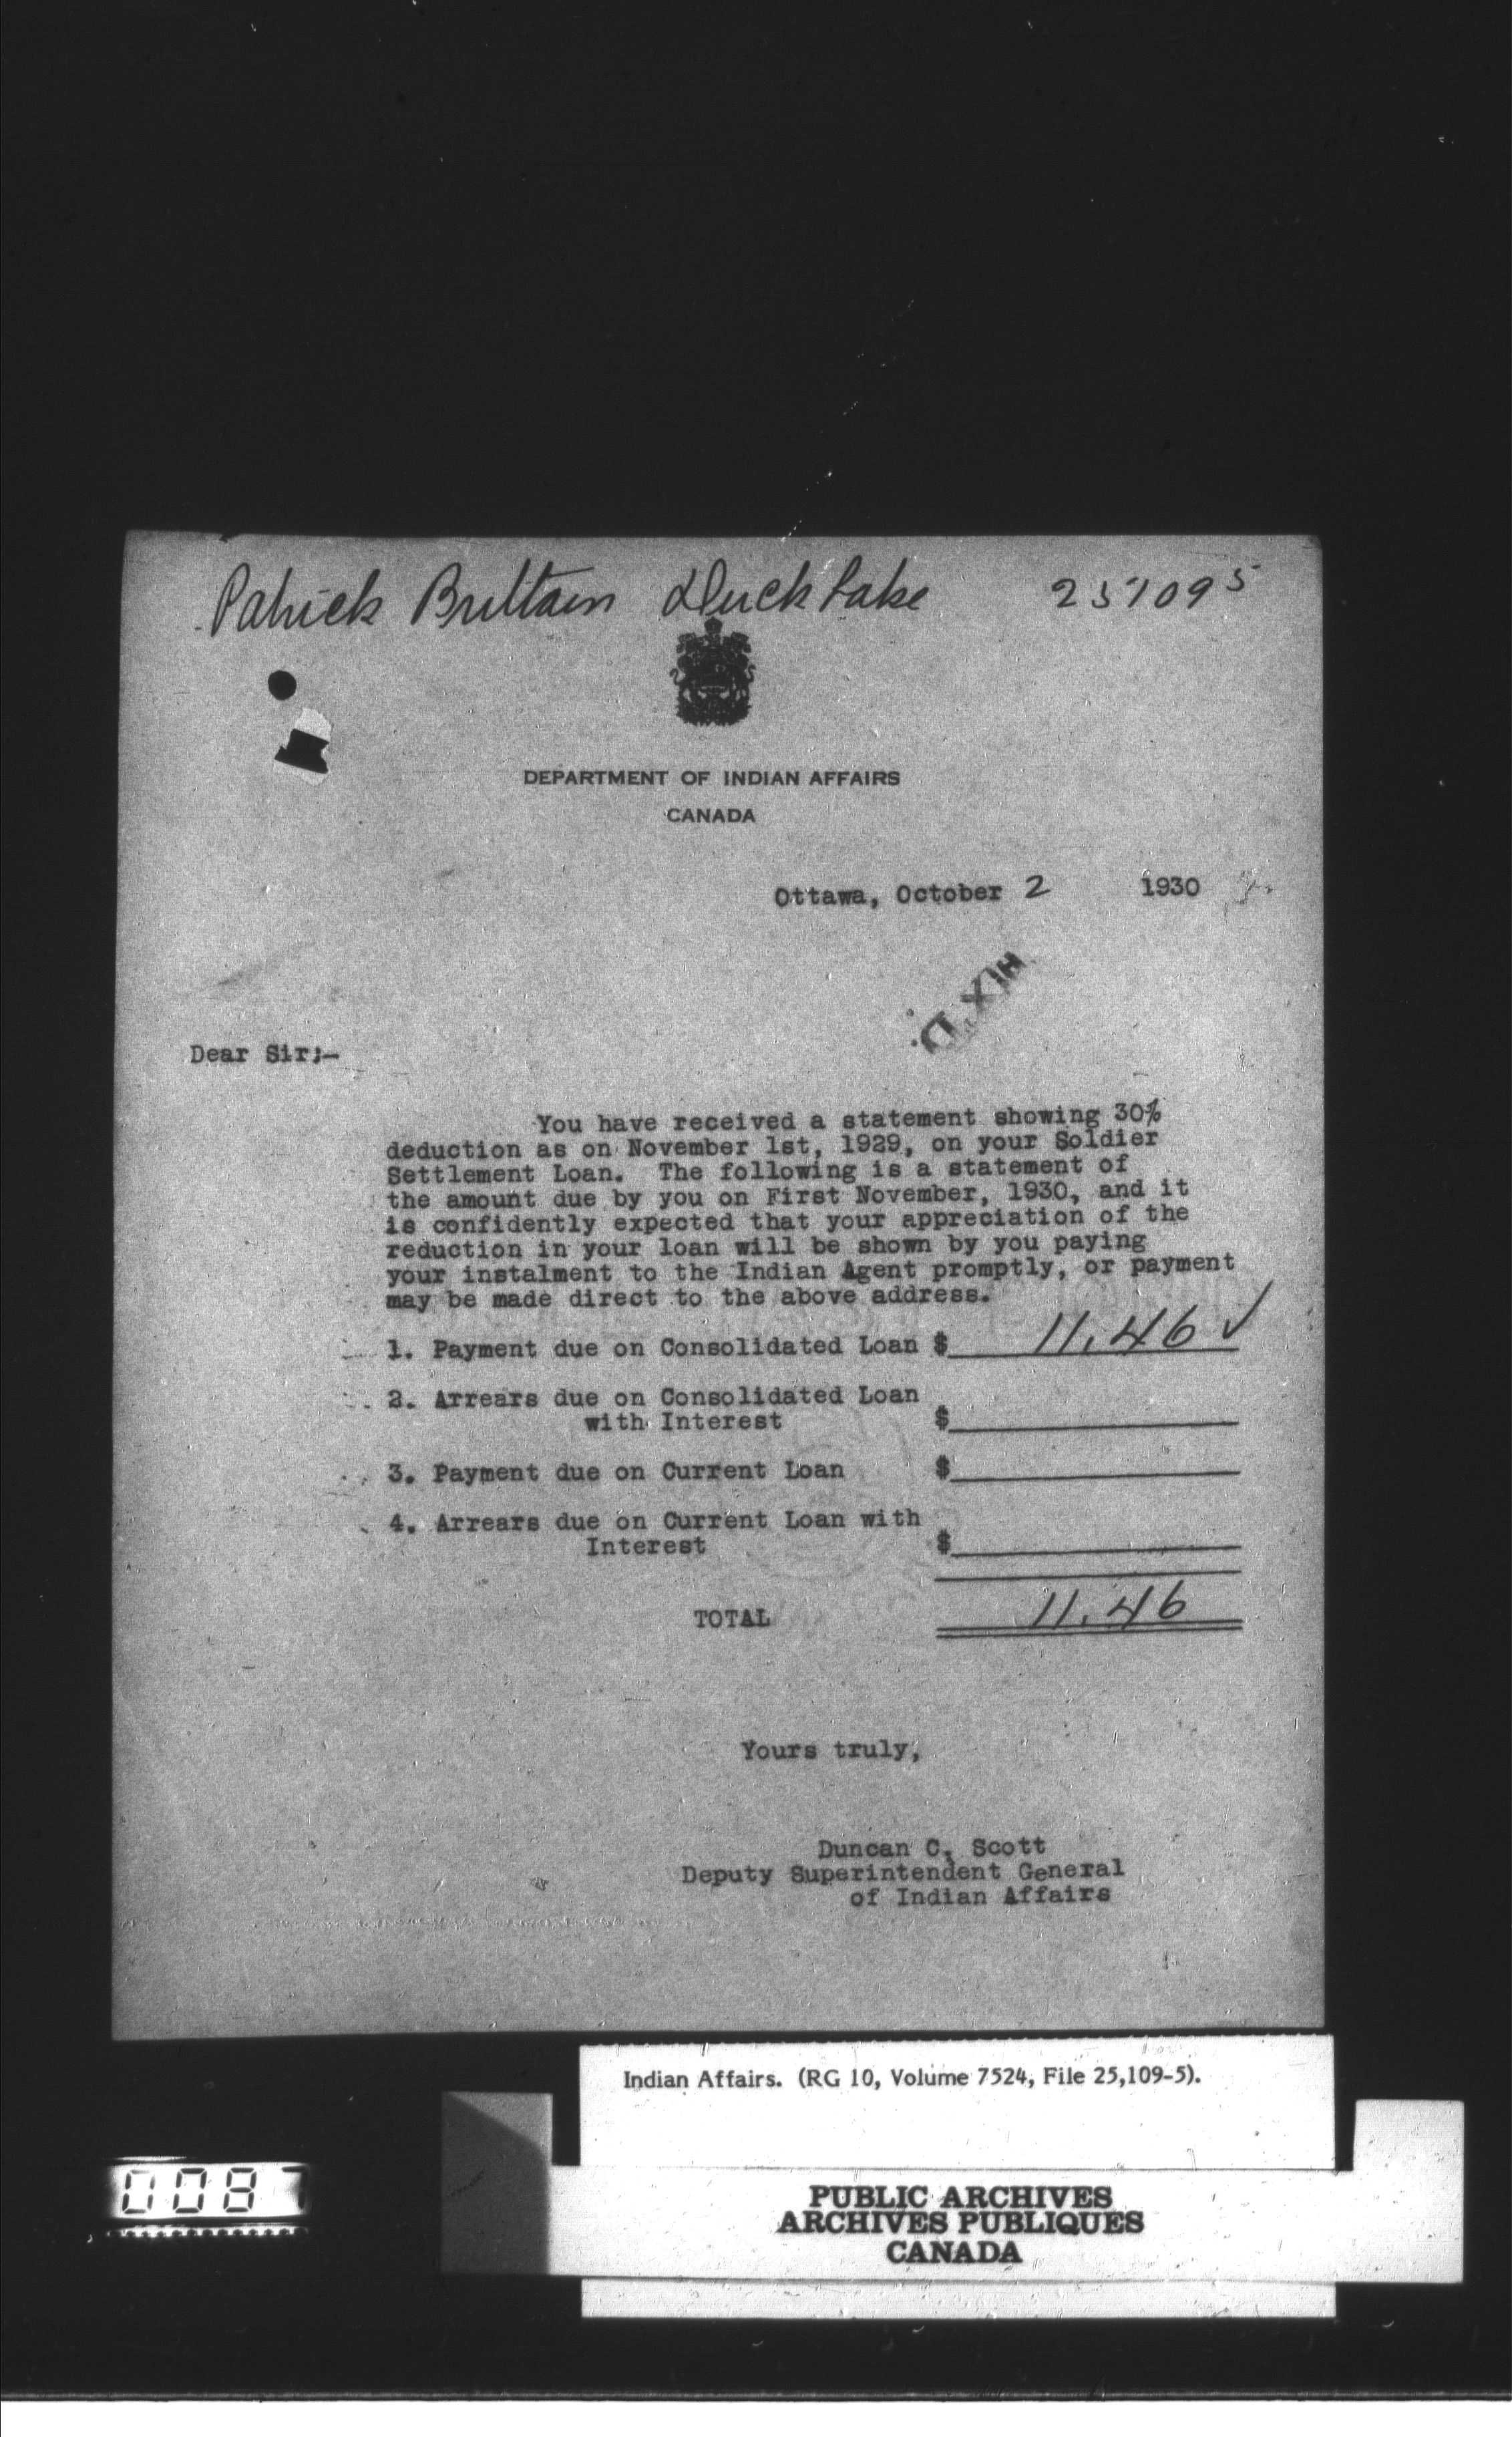 Patrick Brittain Duck Lake 25109 5
DEPARTMENT OF INDIAN AFFAIRS
CANADA
Ottawa, October 2 1930
Dear Sir:-
You have received a statement showing 30%
deduction as on November 1st, 1929, on your Soldier
Settlement Loan. The following is a statement of
the amount due by you on First November, 1930, and it
is confidently expected that your appreciation of the
reduction in your loan will be shown by you paying
your instalment to the Indian Agent promptly, or payment
may be made direct to the above address.
1. Payment due on Consolidated Loan $ 11.46 ✓
2. Arrears due on Consolidated Loan
with Interest $
3. Payment due on Current Loan $
4. Arrears due on Current Loan with
Interest $
TOTAL 11.46
Yours truly,
Duncan C. Scott
Deputy Superintendent General
of Indian Affairs
Indian Affairs. (RG 10, Volume 7524, File 25,109-5).
PUBLIC ARCHIVES
ARCHIVES PUBLIQUES
CANADA